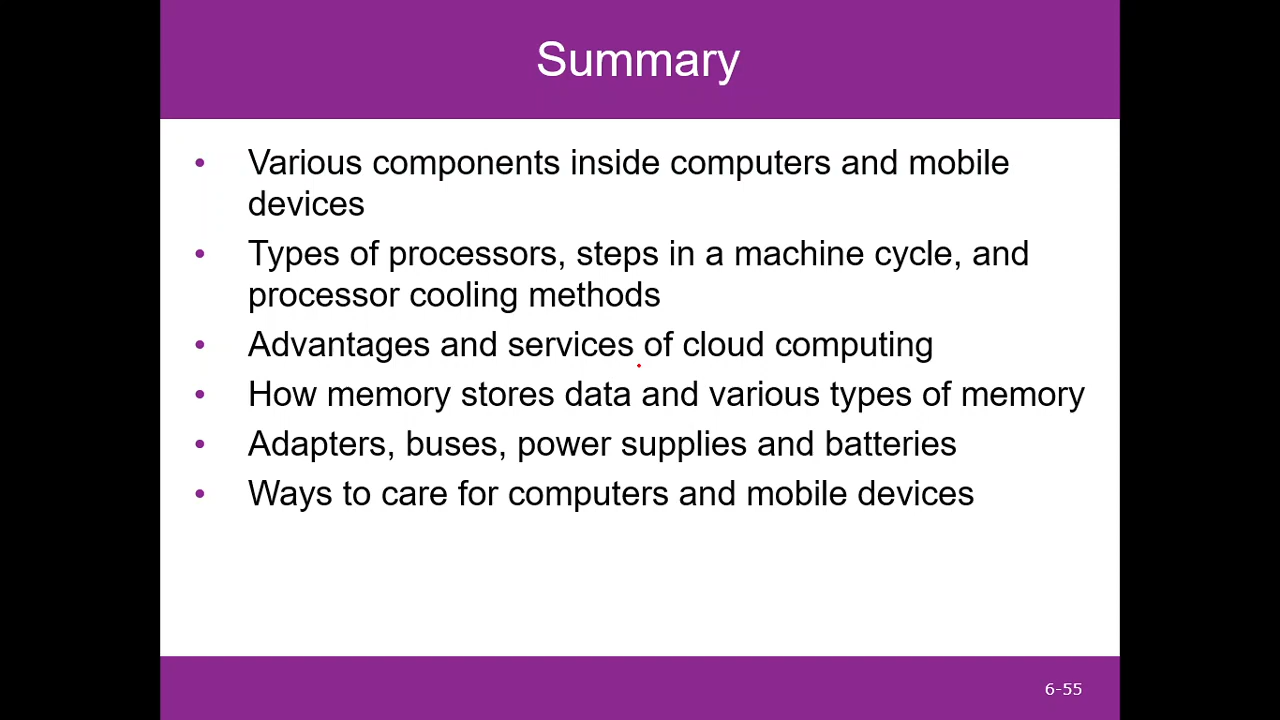 Summary
• Various components inside computers and mobile
devices
• Types of processors, steps in a machine cycle, and
processor cooling methods
• Advantages and services of cloud computing
• How memory stores data and various types of memory
• Adapters, buses, power supplies and batteries
• Ways to care for computers and mobile devices
6-55